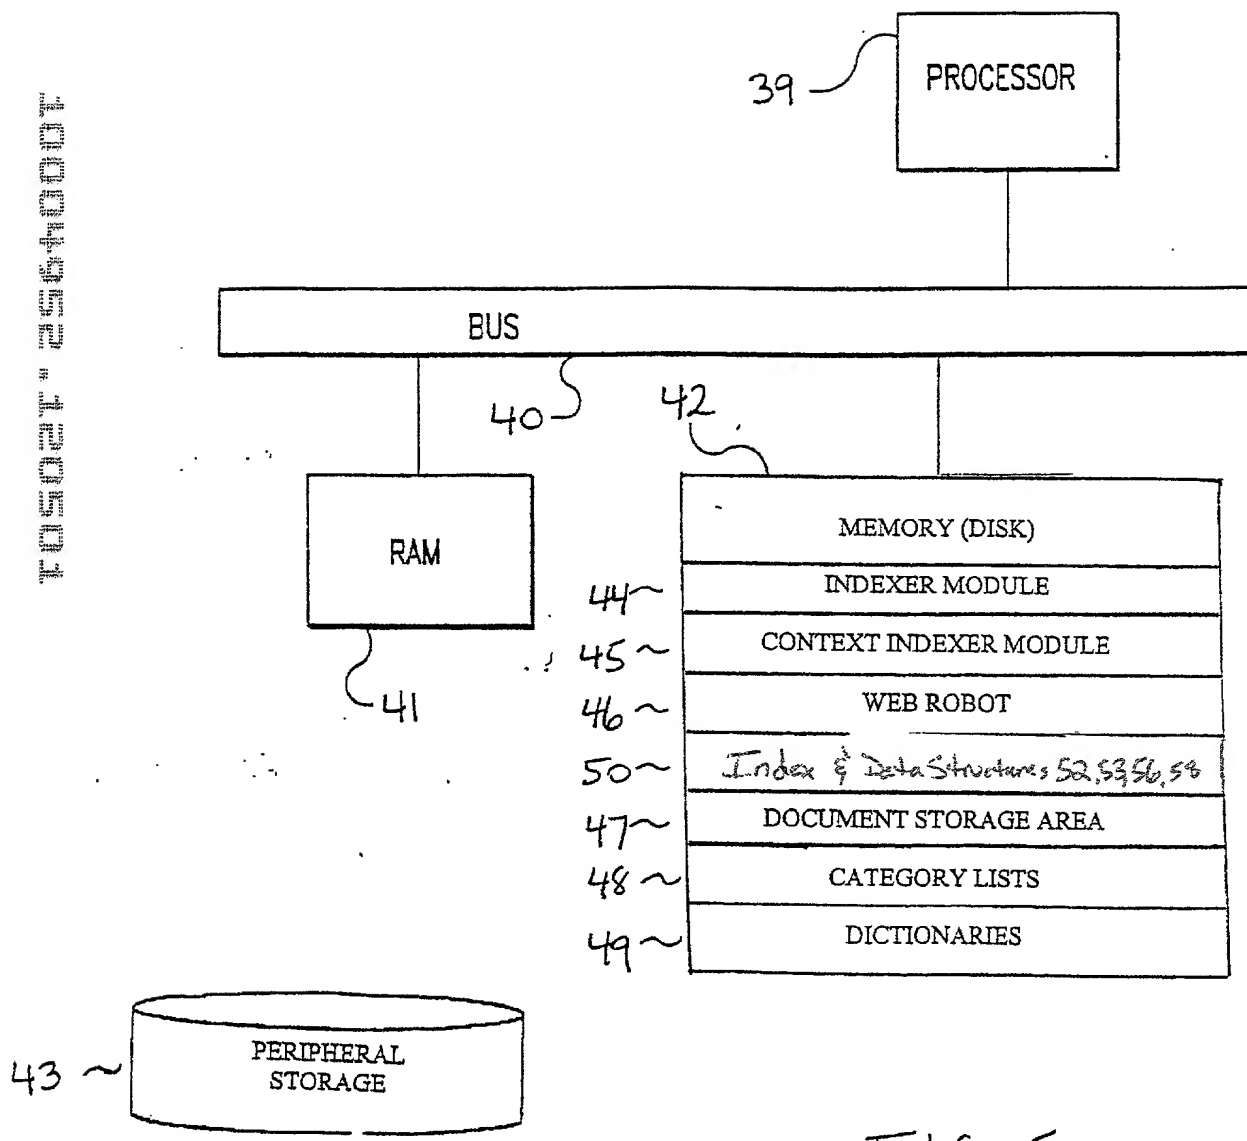 10004952.120501
39
PROCESSOR
BUS
40
42
RAM
41
MEMORY (DISK)
44 ~ INDEXER MODULE
45 ~ CONTEXT INDEXER MODULE
46 ~ WEB ROBOT
50 ~ Index & Data Structures 52,53,56,58
47 ~ DOCUMENT STORAGE AREA
48 ~ CATEGORY LISTS
49 ~ DICTIONARIES
43 ~ PERIPHERAL
STORAGE